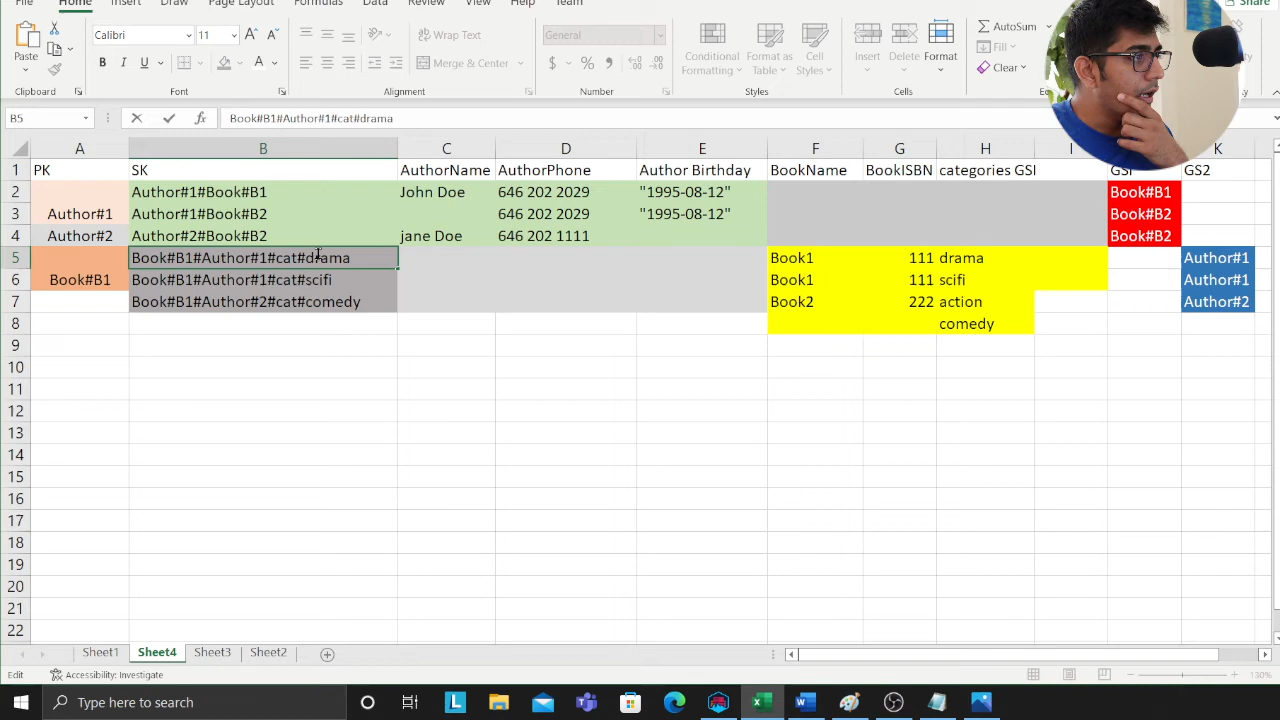 File Home Insert Draw Page Layout Formulas Data Review View Help Team Share
Calibri 11 Wrap Text General AutoSum
Paste B I U Merge & Center $ % Conditional Formatting Format as Table Cell Styles Insert Delete Format Fill Clear
Clipboard Font Alignment Number Styles Cells
B5 Book#B1#Author#1#cat#drama
A B C D E F G H I J K
1 PK SK AuthorName AuthorPhone Author Birthday BookName BookISBN categories GSI GSI GS2
2 Author#1#Book#B1 John Doe 646 202 2029 "1995-08-12" Book#B1
3 Author#1 Author#1#Book#B2 646 202 2029 "1995-08-12" Book#B2
4 Author#2 Author#2#Book#B2 jane Doe 646 202 1111 Book#B2
5 Book#B1#Author#1#cat#drama Book1 111 drama Author#1
6 Book#B1 Book#B1#Author#1#cat#scifi Book1 111 scifi Author#1
7 Book#B1#Author#2#cat#comedy Book2 222 action Author#2
8 comedy
9
10
11
12
13
14
15
16
17
18
19
20
21
22
Sheet1 Sheet4 Sheet3 Sheet2
Edit Accessibility: Investigate 130%
Type here to search